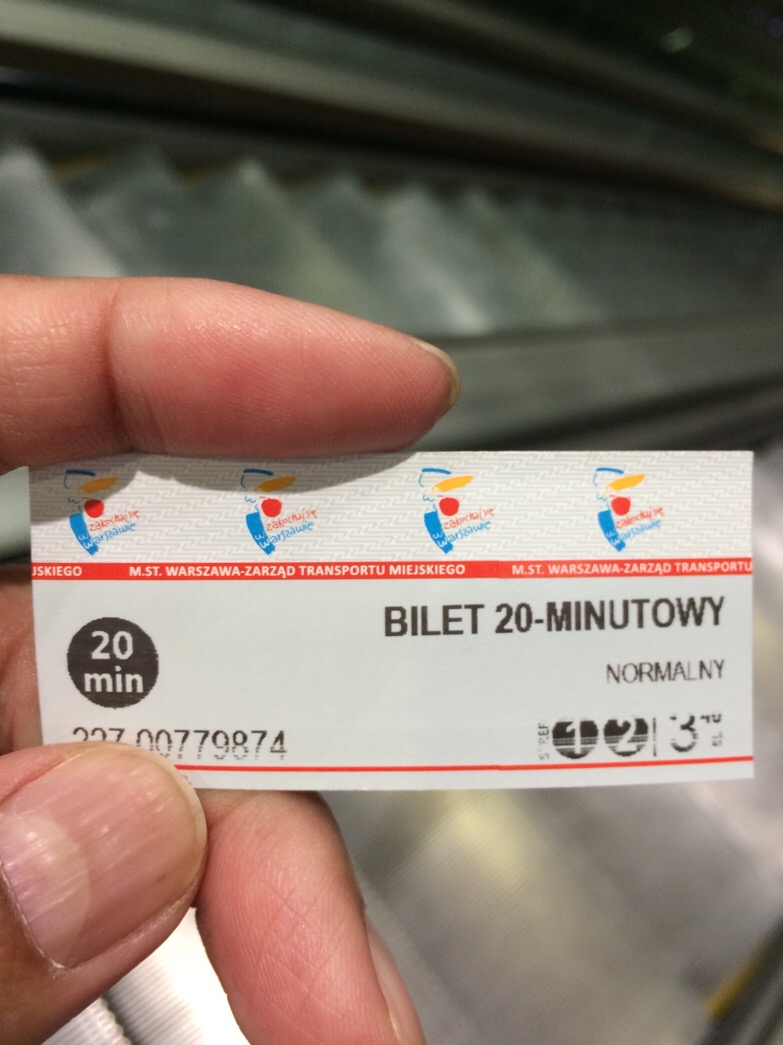 zakochaj się w warszawie zakochaj się w warszawie zakochaj się w warszawie zakochaj się w warszawie
JSKIEGO M.ST. WARSZAWA-ZARZĄD TRANSPORTU MIEJSKIEGO M.ST. WARSZAWA-ZARZĄD TRANSPORTU
BILET 20-MINUTOWY
20
min
NORMALNY
00779874
1 2 3 40